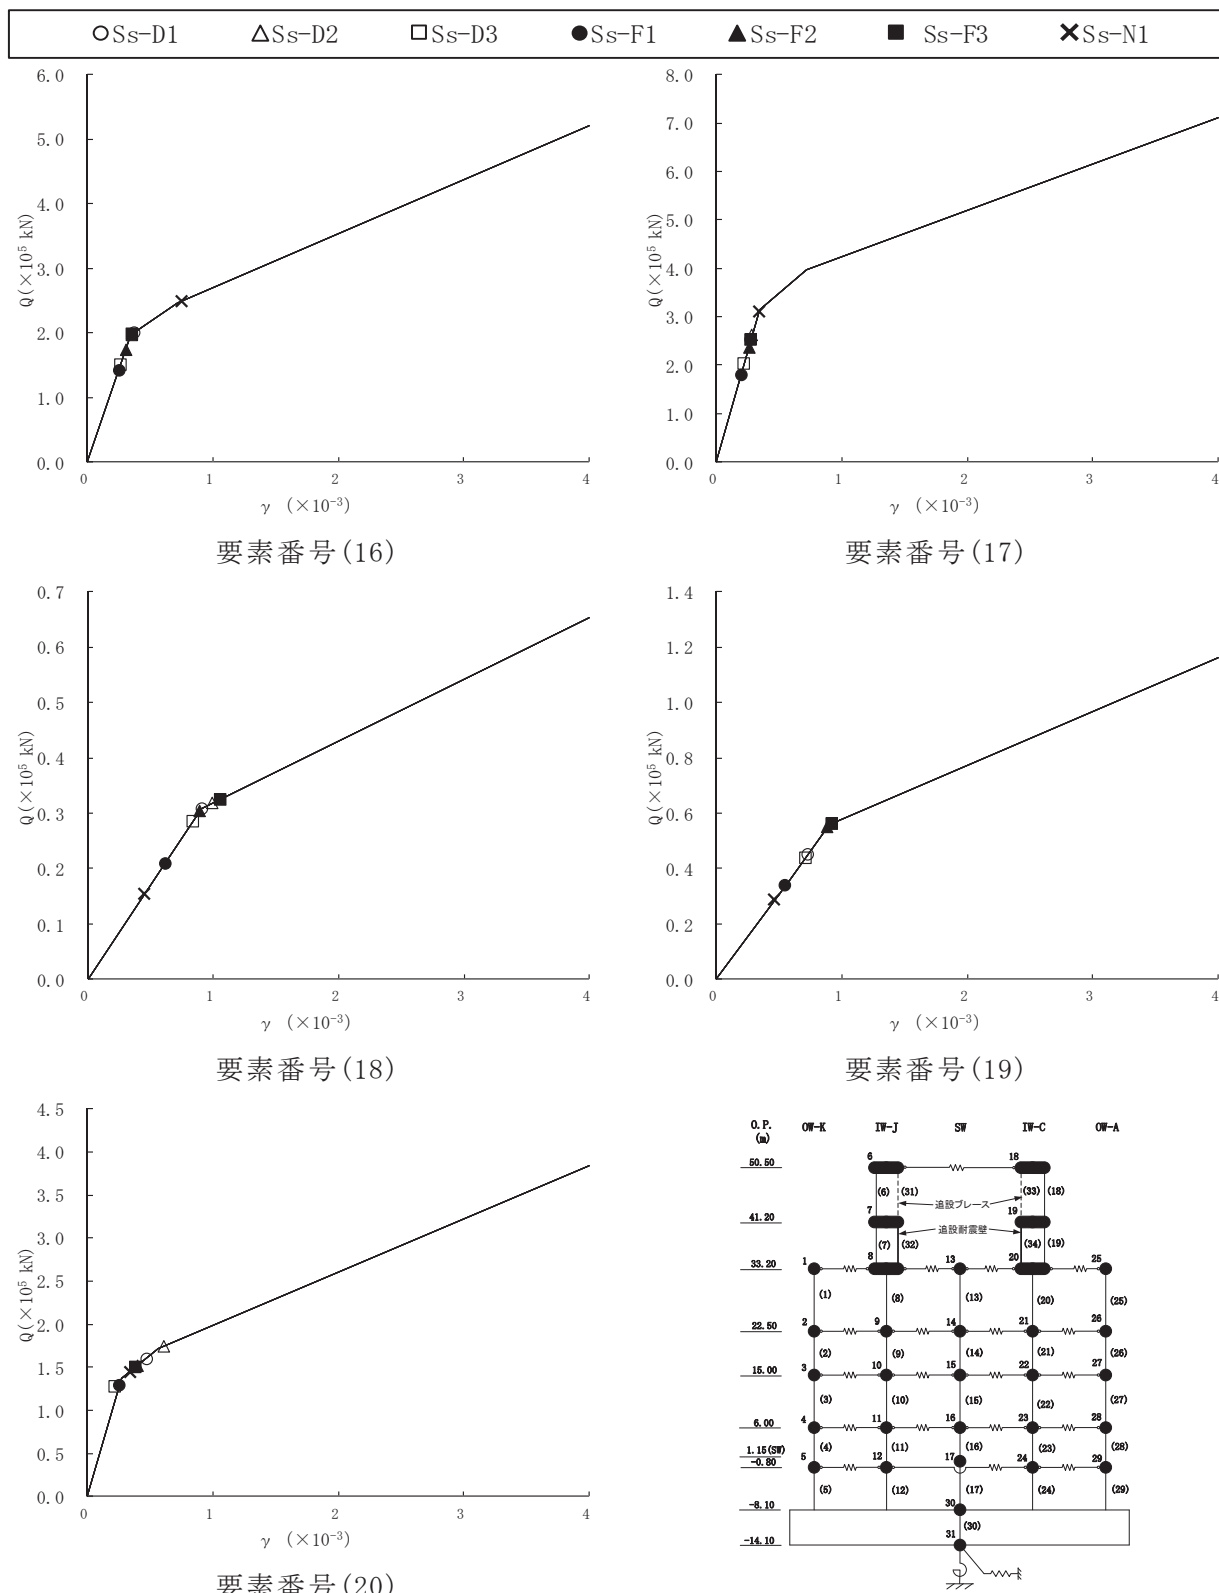 ○Ss-D1 △Ss-D2 □Ss-D3 ●Ss-F1 ▲Ss-F2 ■ Ss-F3 ×Ss-N1
6.0
5.0
4.0
3.0
2.0
1.0
0.0
Q(×10⁵ kN)
0 1 2 3 4
γ (×10⁻³)
要素番号(16)
8.0
7.0
6.0
5.0
4.0
3.0
2.0
1.0
0.0
Q(×10⁵ kN)
0 1 2 3 4
γ (×10⁻³)
要素番号(17)
0.7
0.6
0.5
0.4
0.3
0.2
0.1
0.0
Q(×10⁵ kN)
0 1 2 3 4
γ (×10⁻³)
要素番号(18)
1.4
1.2
1.0
0.8
0.6
0.4
0.2
0.0
Q(×10⁵ kN)
0 1 2 3 4
γ (×10⁻³)
要素番号(19)
4.5
4.0
3.5
3.0
2.5
2.0
1.5
1.0
0.5
0.0
Q(×10⁵ kN)
0 1 2 3 4
γ (×10⁻³)
要素番号(20)
O.P. OW-K IW-J SW IW-C OW-A
(m)
50.50 6 18
(6) (31) (33) (18)
追設ブレース
41.20 7 19
(7) (32) 追設耐震壁 (34) (19)
33.20 1 8 13 20 25
(1) (8) (13) (20) (25)
22.50 2 9 14 21 26
(2) (9) (14) (21) (26)
15.00 3 10 15 22 27
(3) (10) (15) (22) (27)
6.00 4 11 16 23 28
(4) (11) (16) (23) (28)
1.15(SW) 17
-0.80 5 12 24 29
(5) (12) (17) (24) (29)
-8.10 30
(30)
-14.10 31